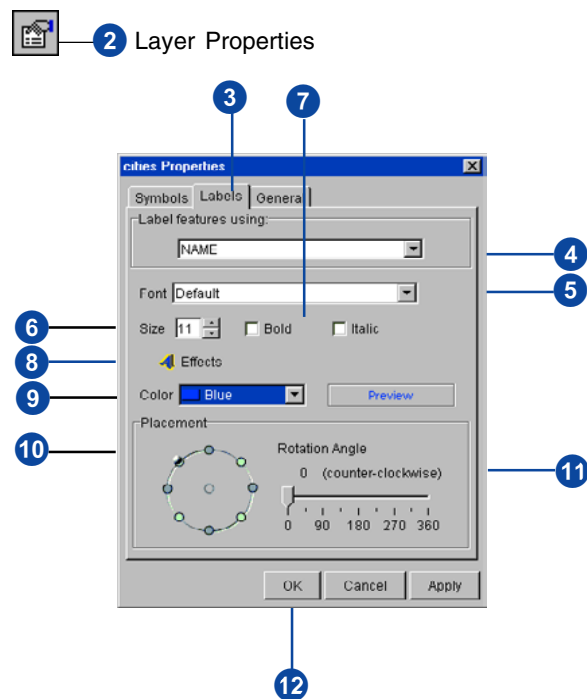 2 Layer Properties
3 7
cities Properties
Symbols Labels General
Label features using:
NAME
4
Font Default
5
6 Size 11 Bold Italic
8 Effects
9 Color Blue Preview
Placement
10 Rotation Angle
0 (counter-clockwise)
11
0 90 180 270 360
OK Cancel Apply
12